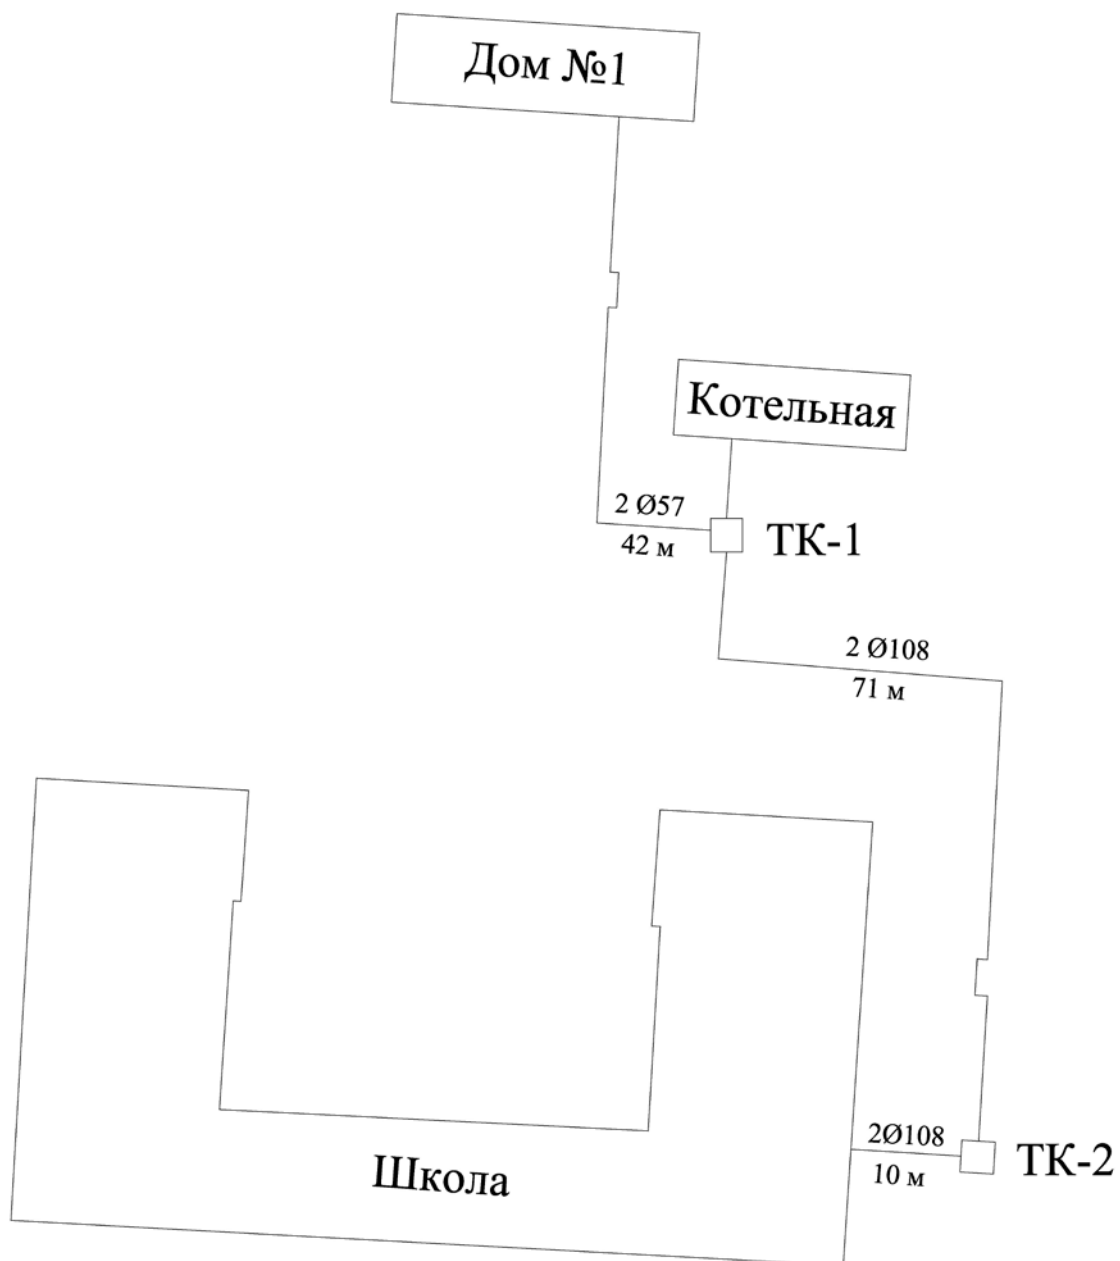 Дом №1
Котельная
2 Ø57
42 м
ТК-1
2 Ø108
71 м
2Ø108
10 м
ТК-2
Школа